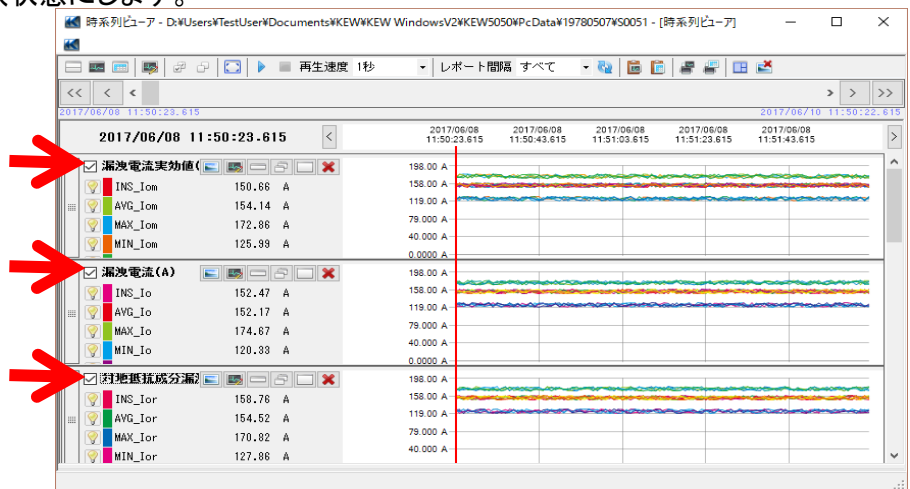 状態にします。
時系列ビューア - D:¥Users¥TestUser¥Documents¥KEW¥KEW WindowsV2¥KEW5050¥PcData¥19780507¥S0051 - [時系列ビューア]
再生速度 1秒 レポート間隔 すべて
<< < < > > >>
2017/06/08 11:50:23.615 2017/06/10 11:50:22.615
2017/06/08 11:50:23.615 <
2017/06/08 2017/06/08 2017/06/08 2017/06/08 2017/06/08
11:50:23.615 11:50:43.615 11:51:03.615 11:51:23.615 11:51:43.615 >
漏洩電流実効値( 198.00 A
INS_Iom 150.66 A 158.00 A
AVG_Iom 154.14 A 119.00 A
MAX_Iom 172.86 A 79.000 A
MIN_Iom 125.99 A 40.000 A
0.0000 A
漏洩電流(A) 198.00 A
INS_Io 152.47 A 158.00 A
AVG_Io 152.17 A 119.00 A
MAX_Io 174.67 A 79.000 A
MIN_Io 120.33 A 40.000 A
0.0000 A
対地抵抗成分漏 198.00 A
INS_Ior 158.76 A 158.00 A
AVG_Ior 154.52 A 119.00 A
MAX_Ior 170.82 A 79.000 A
MIN_Ior 127.86 A 40.000 A